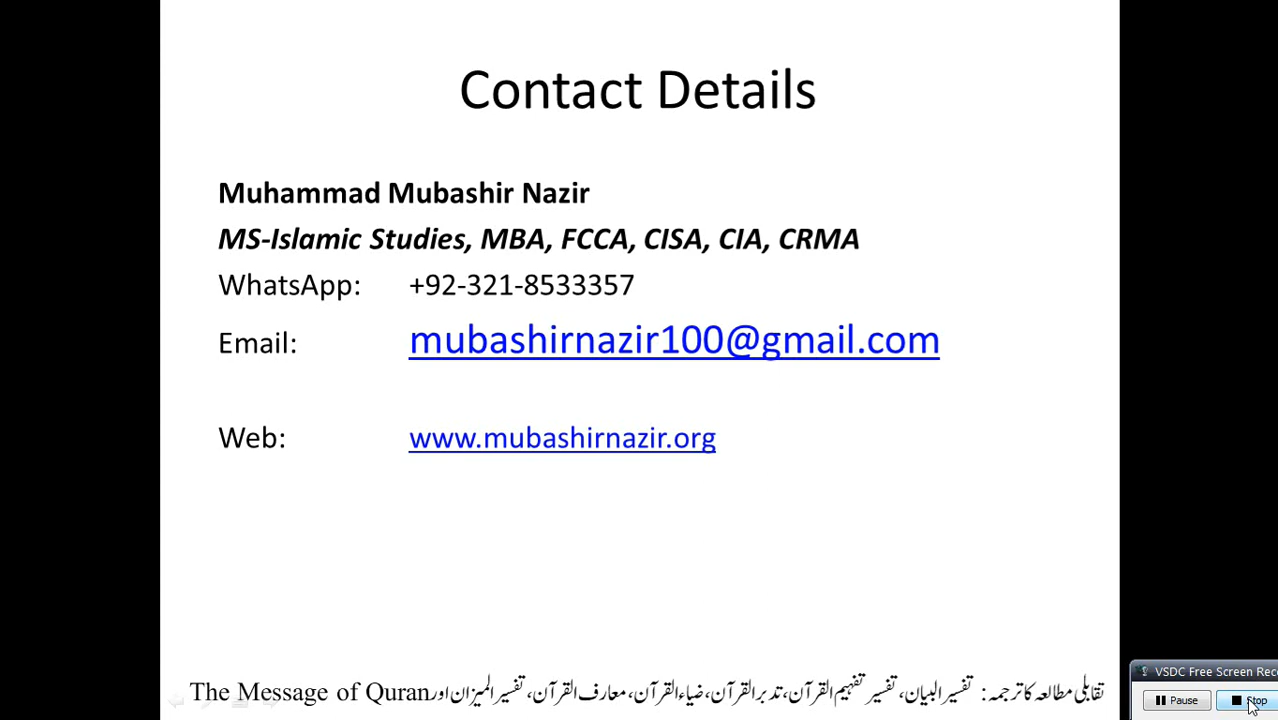 Contact Details
Muhammad Mubashir Nazir
MS-Islamic Studies, MBA, FCCA, CISA, CIA, CRMA
WhatsApp: +92-321-8533357
Email: mubashirnazir100@gmail.com
Web: www.mubashirnazir.org
تقابلی مطالعہ کا ترجمہ: تفسیر البیان، تفسیر تفہیم القرآن، تدبر القرآن، ضیاء القرآن، معارف القرآن، تفسیر المیزان اور The Message of Quran
VSDC Free Screen Rec
Pause Stop